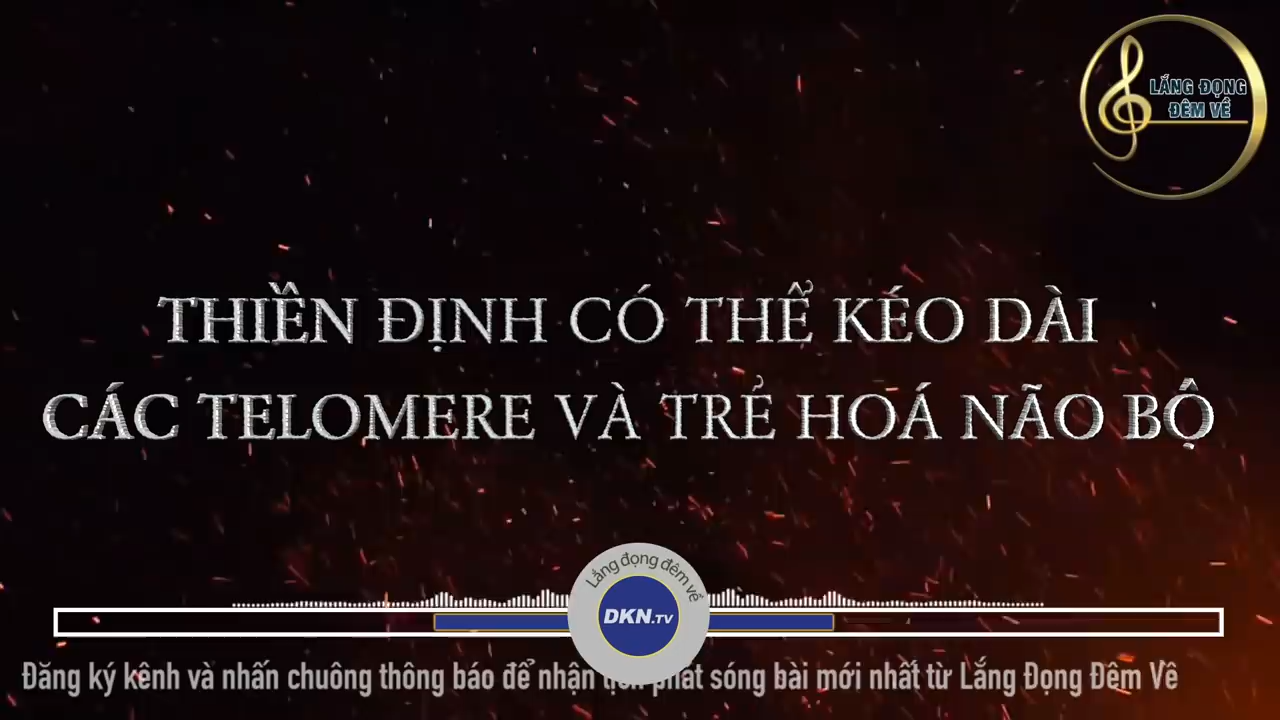 LẮNG ĐỌNG
ĐÊM VỀ
THIỀN ĐỊNH CÓ THỂ KÉO DÀI
CÁC TELOMERE VÀ TRẺ HOÁ NÃO BỘ
Lắng đọng đêm về
DKN.TV
Đăng ký kênh và nhấn chuông thông báo để nhận phát sóng bài mới nhất từ Lắng Đọng Đêm Về